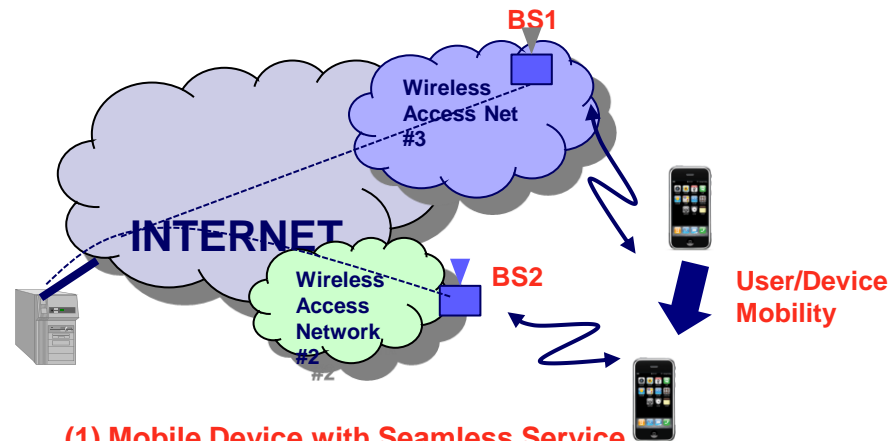 BS1
Wireless
Access Net
#3
INTERNET
Wireless
Access
Network
#2
#2
BS2
User/Device
Mobility
(1) Mobile Device with Seamless Service